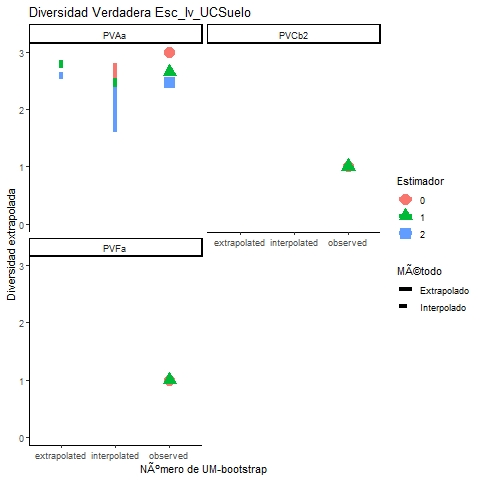 Diversidad Verdadera Esc_lv_UCSuelo
PVAa
PVCb2
3
2
1
0
extrapolated interpolated observed
PVFa
3
2
1
0
extrapolated interpolated observed
Diversidad extrapolada
NÃºmero de UM-bootstrap
Estimador
0
1
2
MÃ©todo
Extrapolado
Interpolado